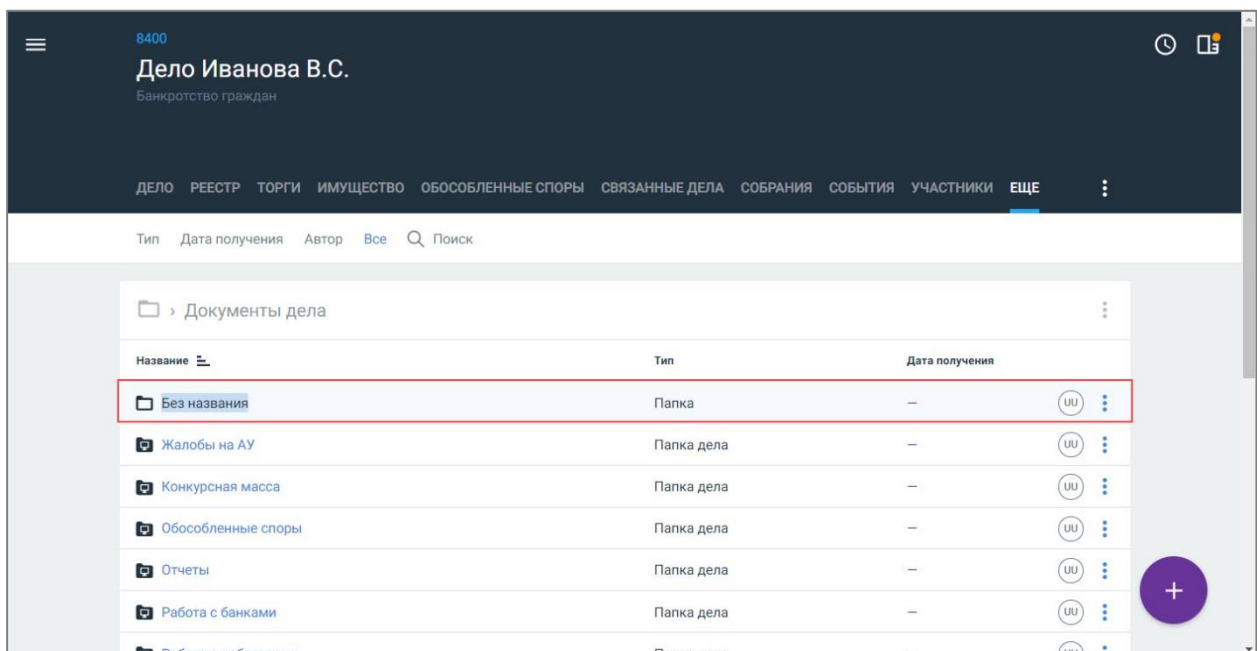 8400
Дело Иванова В.С.
Банкротство граждан
ДЕЛО РЕЕСТР ТОРГИ ИМУЩЕСТВО ОБОСОБЛЕННЫЕ СПОРЫ СВЯЗАННЫЕ ДЕЛА СОБРАНИЯ СОБЫТИЯ УЧАСТНИКИ ЕЩЕ
Тип Дата получения Автор Все Поиск
› Документы дела
Название Тип Дата получения
Без названия Папка — UU
Жалобы на АУ Папка дела — UU
Конкурсная масса Папка дела — UU
Обособленные споры Папка дела — UU
Отчеты Папка дела — UU
Работа с банками Папка дела — UU